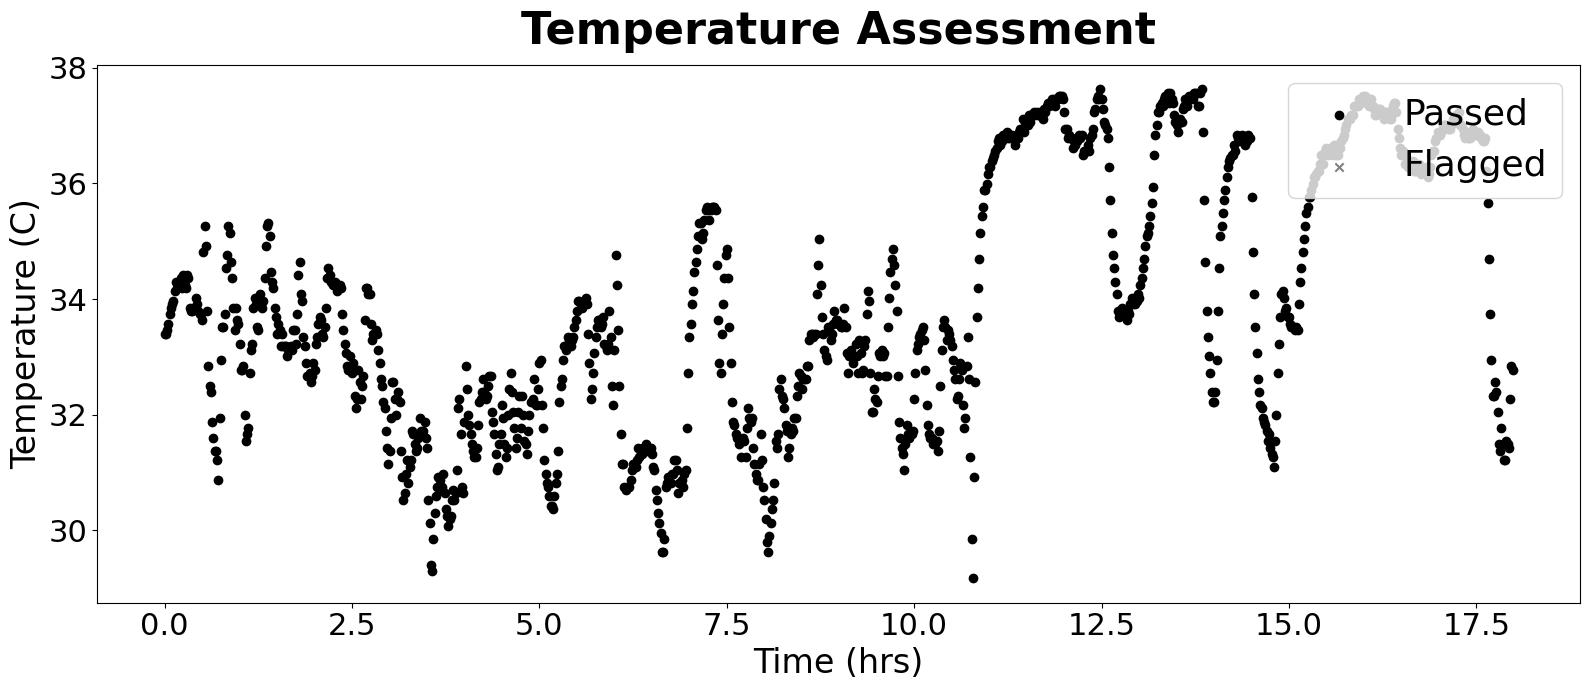 Temperature Assessment
38
36
34
32
30
Temperature (C)
Passed
Flagged
0.0 2.5 5.0 7.5 10.0 12.5 15.0 17.5
Time (hrs)